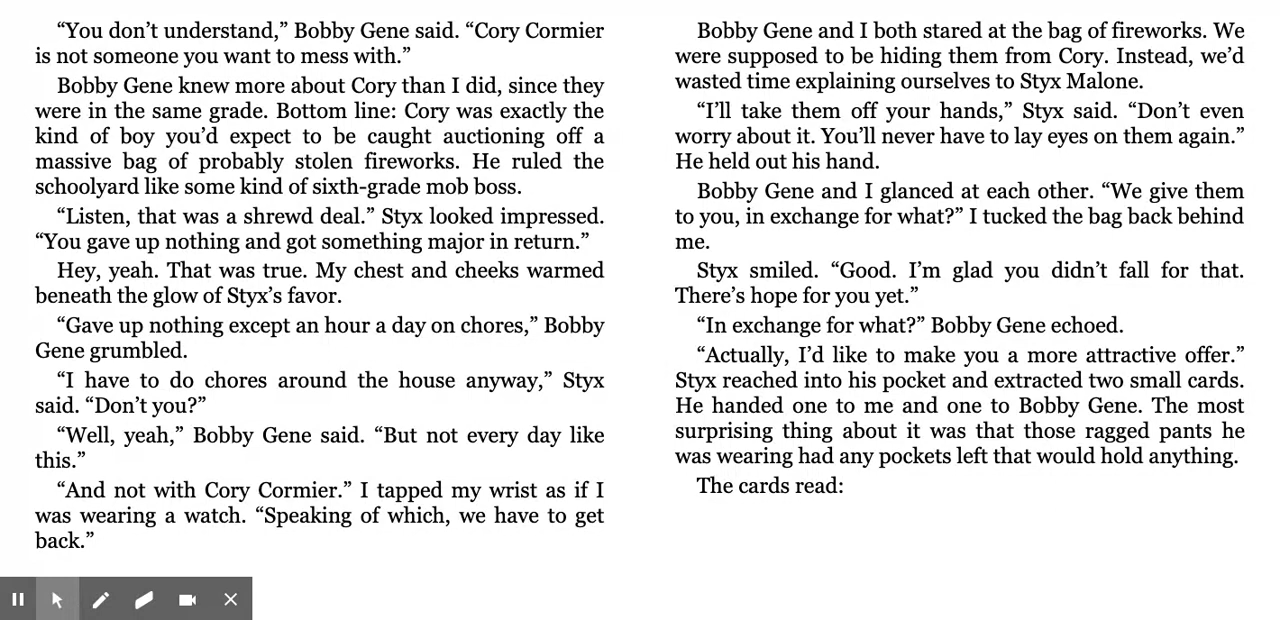 “You don’t understand,” Bobby Gene said. “Cory Cormier
is not someone you want to mess with.”
Bobby Gene knew more about Cory than I did, since they
were in the same grade. Bottom line: Cory was exactly the
kind of boy you’d expect to be caught auctioning off a
massive bag of probably stolen fireworks. He ruled the
schoolyard like some kind of sixth-grade mob boss.
“Listen, that was a shrewd deal.” Styx looked impressed.
“You gave up nothing and got something major in return.”
Hey, yeah. That was true. My chest and cheeks warmed
beneath the glow of Styx’s favor.
“Gave up nothing except an hour a day on chores,” Bobby
Gene grumbled.
“I have to do chores around the house anyway,” Styx
said. “Don’t you?”
“Well, yeah,” Bobby Gene said. “But not every day like
this.”
“And not with Cory Cormier.” I tapped my wrist as if I
was wearing a watch. “Speaking of which, we have to get
back.”
Bobby Gene and I both stared at the bag of fireworks. We
were supposed to be hiding them from Cory. Instead, we’d
wasted time explaining ourselves to Styx Malone.
“I’ll take them off your hands,” Styx said. “Don’t even
worry about it. You’ll never have to lay eyes on them again.”
He held out his hand.
Bobby Gene and I glanced at each other. “We give them
to you, in exchange for what?” I tucked the bag back behind
me.
Styx smiled. “Good. I’m glad you didn’t fall for that.
There’s hope for you yet.”
“In exchange for what?” Bobby Gene echoed.
“Actually, I’d like to make you a more attractive offer.”
Styx reached into his pocket and extracted two small cards.
He handed one to me and one to Bobby Gene. The most
surprising thing about it was that those ragged pants he
was wearing had any pockets left that would hold anything.
The cards read: